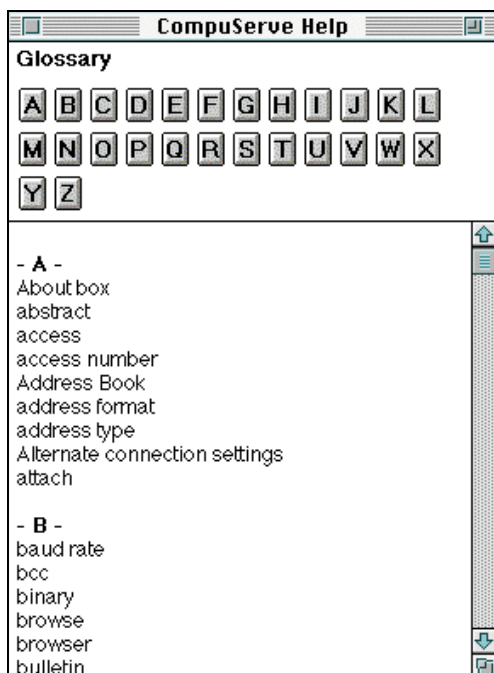 CompuServe Help
Glossary
A B C D E F G H I J K L
M N O P Q R S T U V W X
Y Z
- A -
About box
abstract
access
access number
Address Book
address format
address type
Alternate connection settings
attach
- B -
baud rate
bcc
binary
browse
browser
bulletin